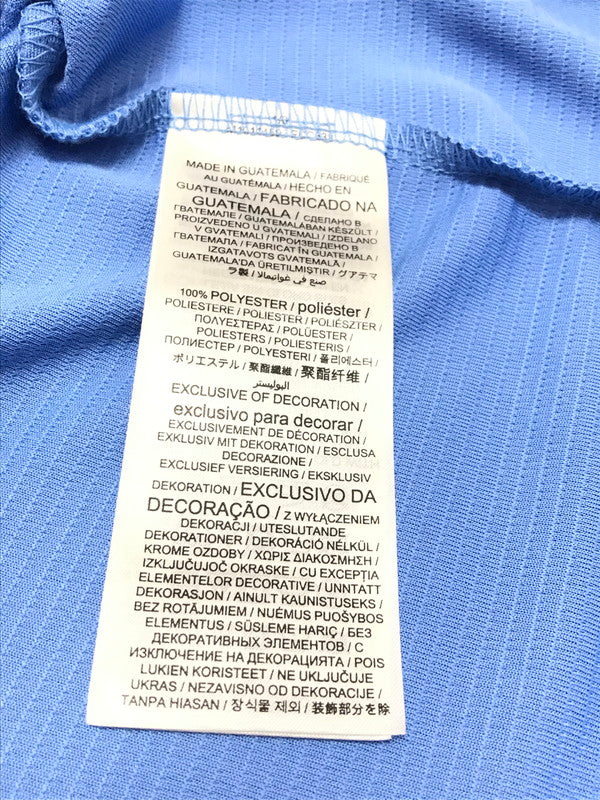 MADE IN GUATEMALA / FABRIQUÉ
AU GUATÉMALA / HECHO EN
GUATEMALA / FABRICADO NA
GUATEMALA / СДЕЛАНО В
ГВАТЕМАЛЕ / GUATEMALÁBAN KÉSZÜLT /
PROIZVEDENO U GVATEMALI / IZDELANO
V GVATEMALI / ПРОИЗВЕДЕНО В
ГВАТЕМАЛА / FABRICAT ÎN GUATEMALA /
IZGATAVOTS GVATEMALĀ /
GUATEMALA'DA ÜRETILMIŞTIR / グアテマ
ラ製 / صنع في غواتيمالا
100% POLYESTER / poliéster /
POLIESTERE / POLIESTER / POLIÉSZTER /
ΠΟΛΥΕΣΤΕΡΑΣ / POLÜESTER /
POLIESTERS / POLIESTERIS /
ПОЛИЕСТЕР / POLYESTERI / 폴리에스터 /
ポリエステル / 聚酯纖維 / 聚酯纤维 /
البوليستر
EXCLUSIVE OF DECORATION /
exclusivo para decorar /
EXCLUSIVEMENT DE DÉCORATION /
EXKLUSIV MIT DEKORATION / ESCLUSA
DECORAZIONE /
EXCLUSIEF VERSIERING / EKSKLUSIV
DEKORATION / EXCLUSIVO DA
DECORAÇÃO / Z WYŁĄCZENIEM
DEKORACJI / UTESLUTANDE
DEKORATIONER / DEKORÁCIÓ NÉLKÜL /
KROME OZDOBY / ΧΩΡΙΣ ΔΙΑΚΟΣΜΗΣΗ /
IZKLJUČUJOČ OKRASKE / CU EXCEPȚIA
ELEMENTELOR DECORATIVE / UNNTATT
DEKORASJON / AINULT KAUNISTUSEKS /
BEZ ROTĀJUMIEM / NUÉMUS PUOŠYBOS
ELEMENTUS / SÜSLEME HARIÇ / БЕЗ
ДЕКОРАТИВНЫХ ЭЛЕМЕНТОВ / С
ИЗКЛЮЧЕНИЕ НА ДЕКОРАЦИЯТА / POIS
LUKIEN KORISTEET / NE UKLJUČUJE
UKRAS / NEZAVISNO OD DEKORACIJE /
TANPA HIASAN / 장식물 제외 / 装飾部分を除